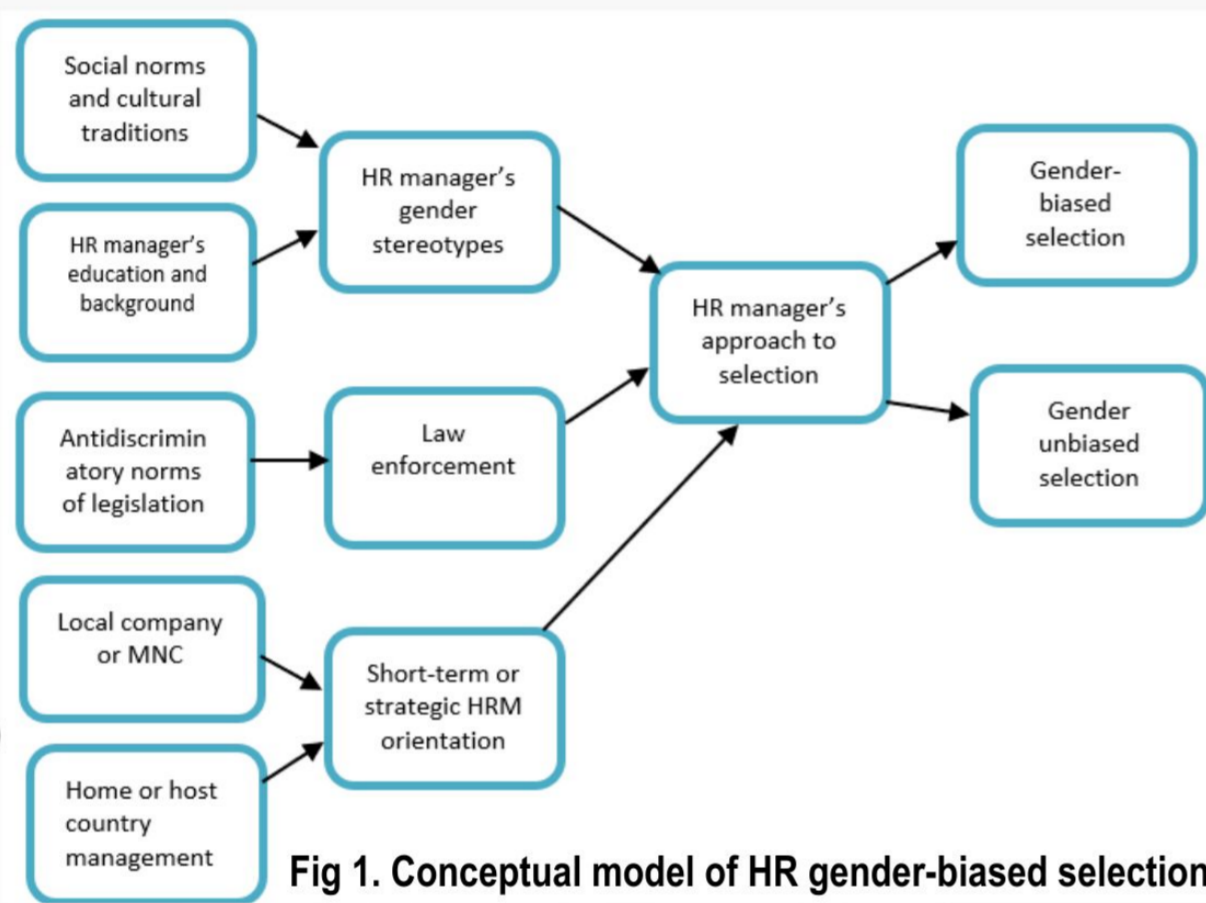 Social norms
and cultural
traditions
HR manager's
education and
background
Antidiscrimin
atory norms
of legislation
Local company
or MNC
Home or host
country
management
HR manager's
gender
stereotypes
Law
enforcement
Short-term or
strategic HRM
orientation
HR manager's
approach to
selection
Gender-
biased
selection
Gender
unbiased
selection
Fig 1. Conceptual model of HR gender-biased selection